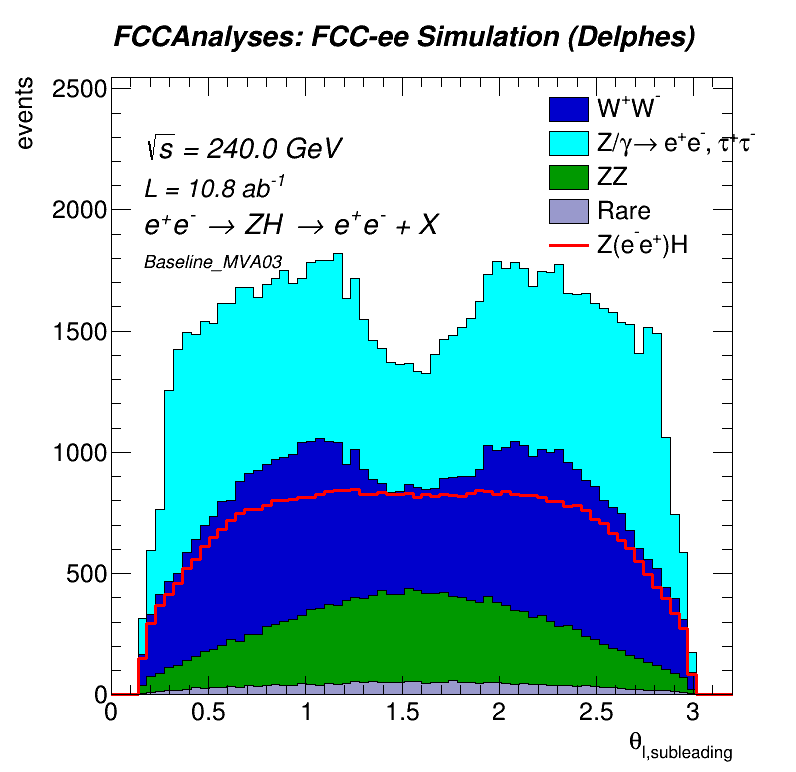 FCCAnalyses: FCC-ee Simulation (Delphes)
events
2500
2000
1500
1000
500
0
√s = 240.0 GeV
L = 10.8 ab⁻¹
e⁺e⁻ → ZH → e⁺e⁻ + X
Baseline_MVA03
W⁺W⁻
Z/γ→ e⁺e⁻, τ⁺τ⁻
ZZ
Rare
Z(e⁻e⁺)H
0 0.5 1 1.5 2 2.5 3
θ_l,subleading